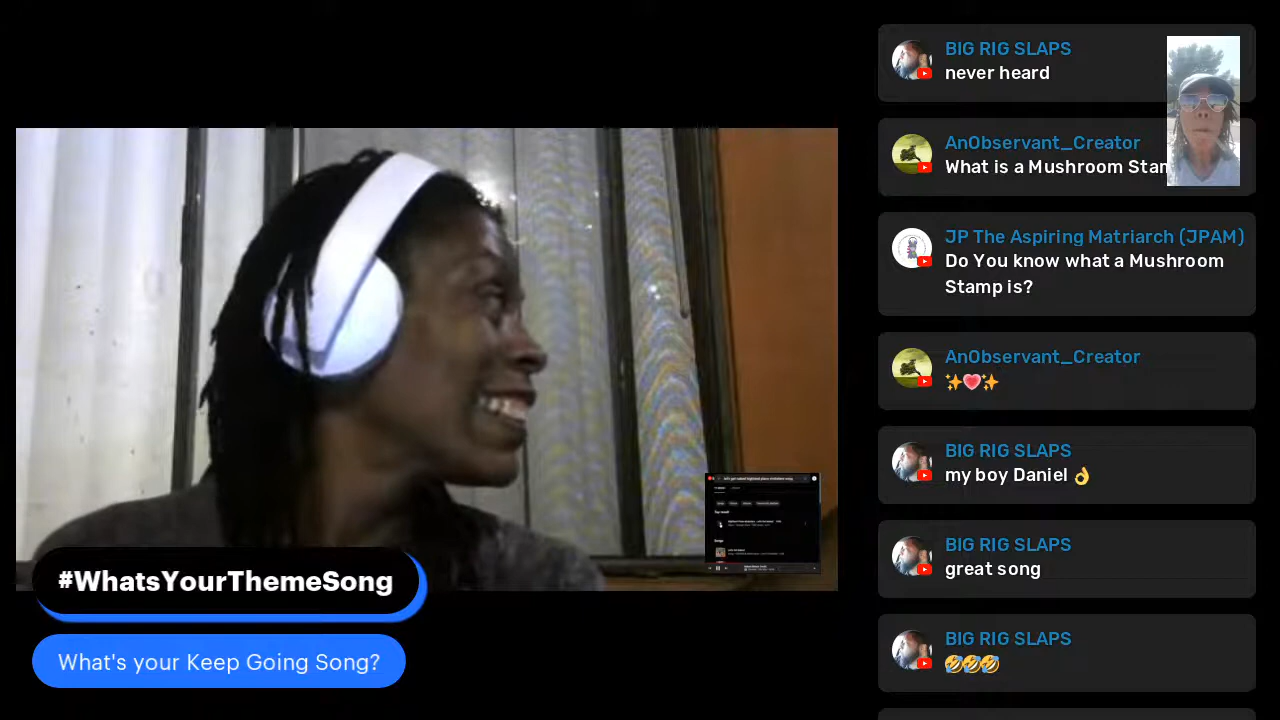 BIG RIG SLAPS
never heard
AnObservant_Creator
What is a Mushroom
JP The Aspiring Matriarch (JPAM)
Do You know what a Mushroom
Stamp is?
AnObservant_Creator
✨💗✨
BIG RIG SLAPS
my boy Daniel 👌
BIG RIG SLAPS
great song
BIG RIG SLAPS
🤣🤣🤣
#WhatsYourThemeSong
What's your Keep Going Song?